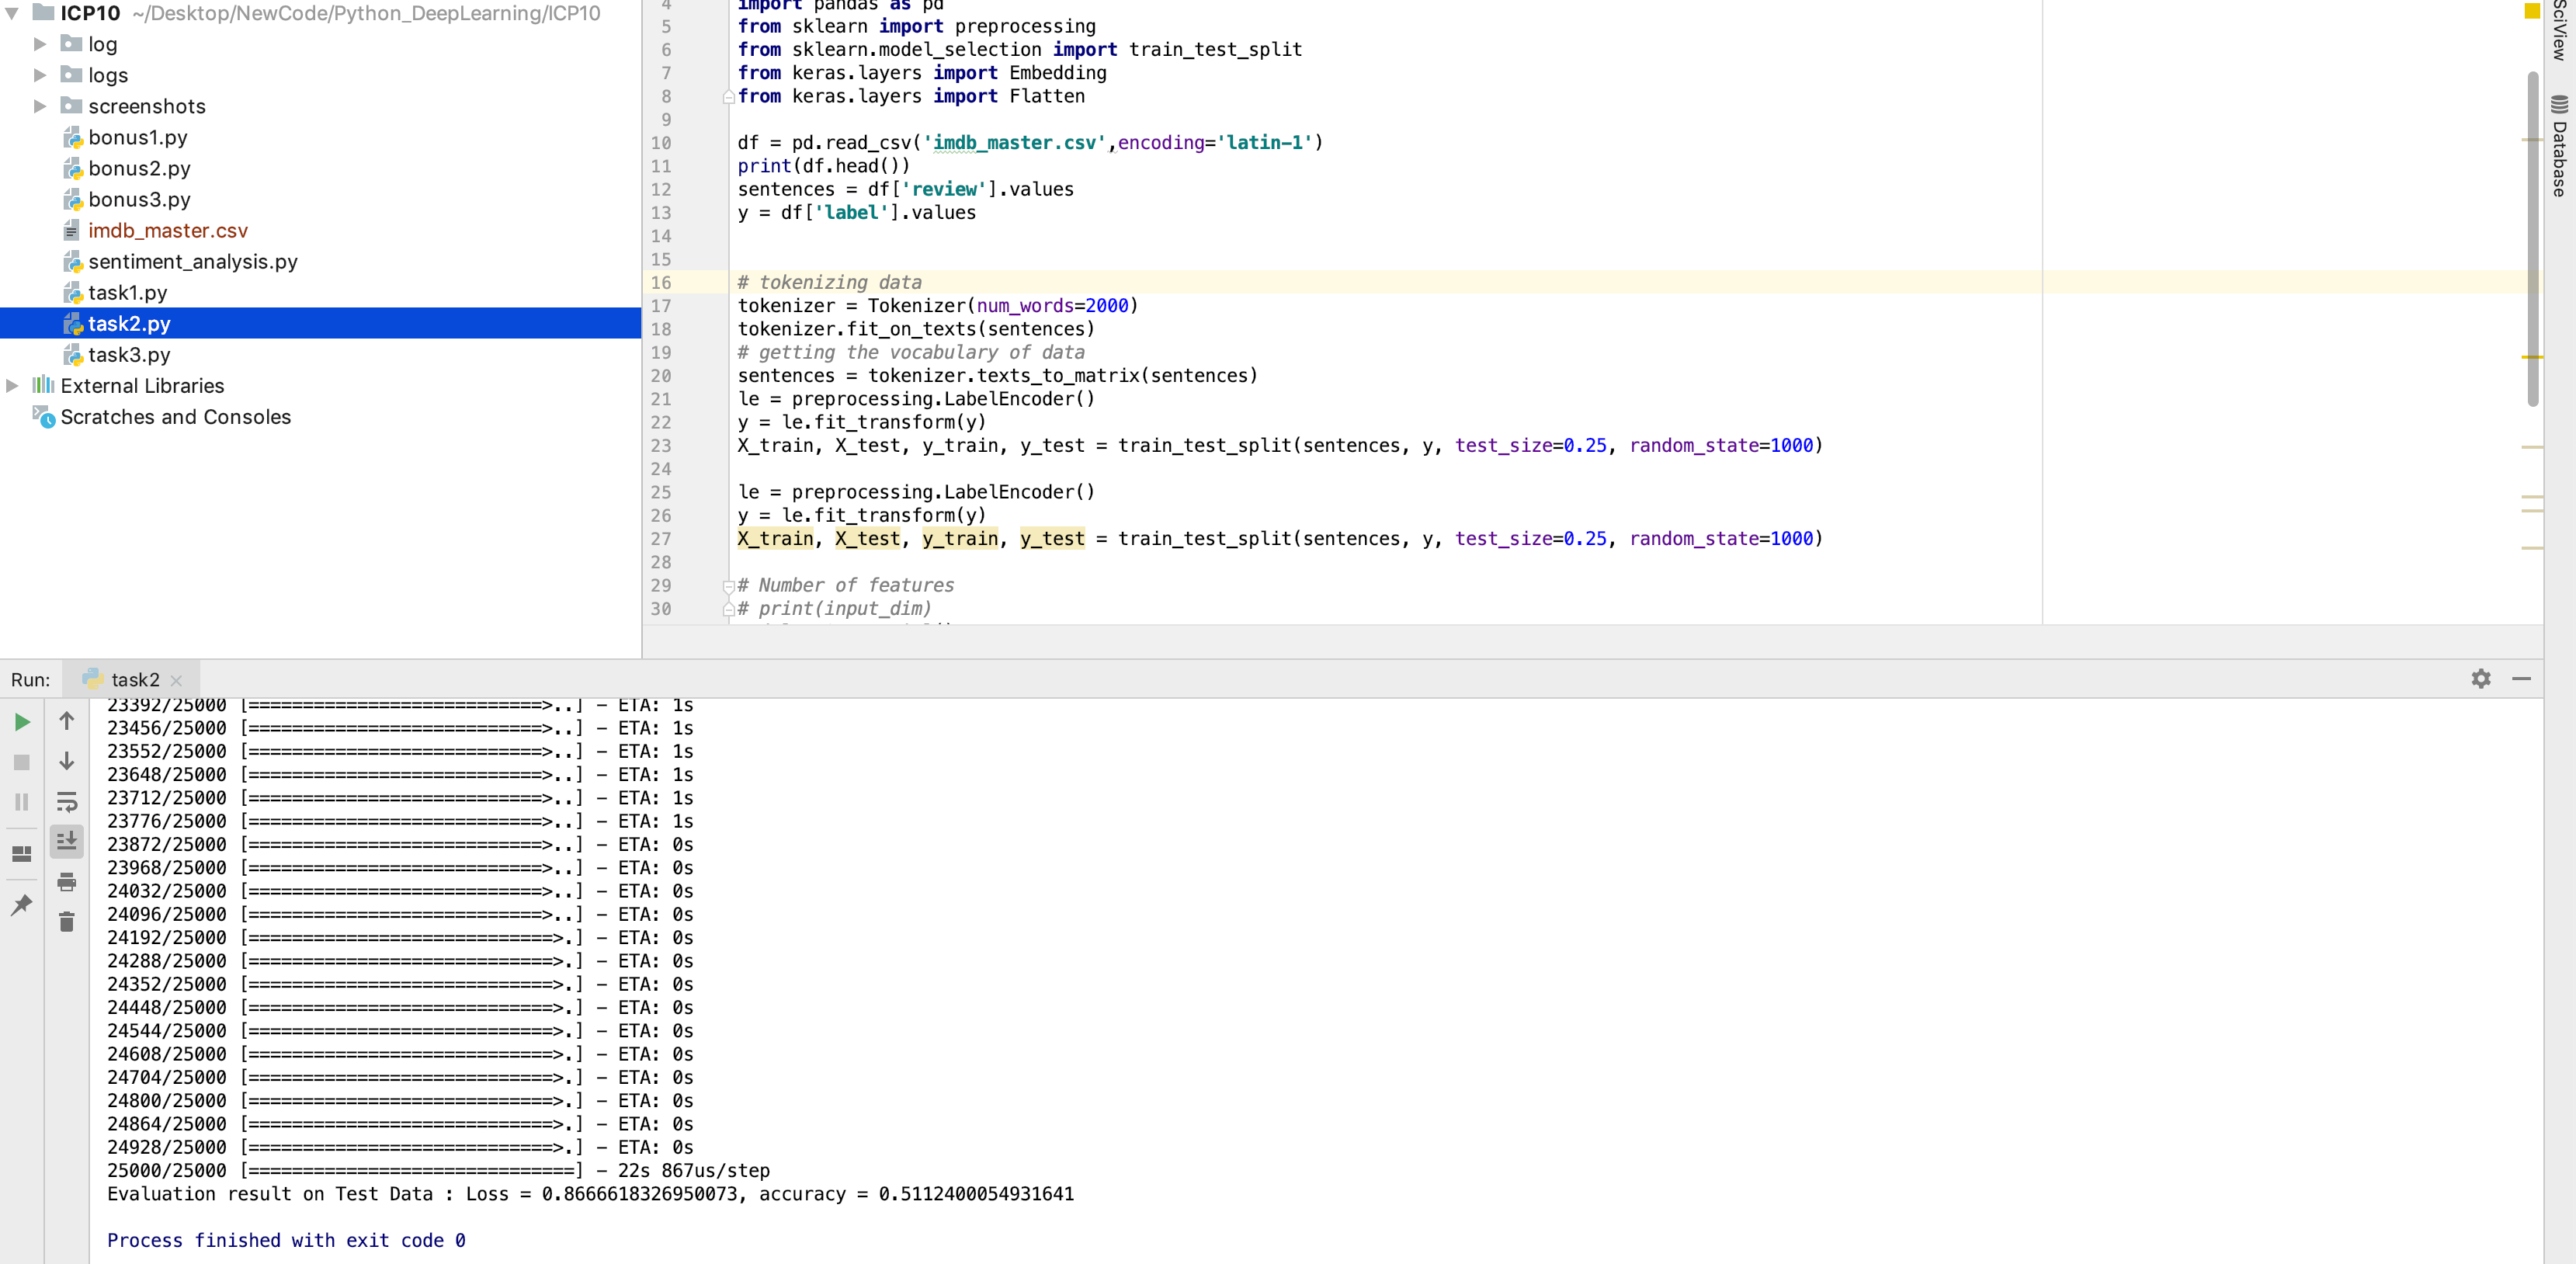 ICP10 ~/Desktop/NewCode/Python_DeepLearning/ICP10
log
logs
screenshots
bonus1.py
bonus2.py
bonus3.py
imdb_master.csv
sentiment_analysis.py
task1.py
task2.py
task3.py
External Libraries
Scratches and Consoles
4 import pandas as pd
5 from sklearn import preprocessing
6 from sklearn.model_selection import train_test_split
7 from keras.layers import Embedding
8 from keras.layers import Flatten
9
10 df = pd.read_csv('imdb_master.csv',encoding='latin-1')
11 print(df.head())
12 sentences = df['review'].values
13 y = df['label'].values
14
15
16 # tokenizing data
17 tokenizer = Tokenizer(num_words=2000)
18 tokenizer.fit_on_texts(sentences)
19 # getting the vocabulary of data
20 sentences = tokenizer.texts_to_matrix(sentences)
21 le = preprocessing.LabelEncoder()
22 y = le.fit_transform(y)
23 X_train, X_test, y_train, y_test = train_test_split(sentences, y, test_size=0.25, random_state=1000)
24
25 le = preprocessing.LabelEncoder()
26 y = le.fit_transform(y)
27 X_train, X_test, y_train, y_test = train_test_split(sentences, y, test_size=0.25, random_state=1000)
28
29 # Number of features
30 # print(input_dim)
SciView
Database
Run: task2
23392/25000 [===========================>..] - ETA: 1s
23456/25000 [===========================>..] - ETA: 1s
23552/25000 [===========================>..] - ETA: 1s
23648/25000 [===========================>..] - ETA: 1s
23712/25000 [===========================>..] - ETA: 1s
23776/25000 [===========================>..] - ETA: 1s
23872/25000 [===========================>..] - ETA: 0s
23968/25000 [===========================>..] - ETA: 0s
24032/25000 [===========================>..] - ETA: 0s
24096/25000 [===========================>..] - ETA: 0s
24192/25000 [============================>.] - ETA: 0s
24288/25000 [============================>.] - ETA: 0s
24352/25000 [============================>.] - ETA: 0s
24448/25000 [============================>.] - ETA: 0s
24544/25000 [============================>.] - ETA: 0s
24608/25000 [============================>.] - ETA: 0s
24704/25000 [============================>.] - ETA: 0s
24800/25000 [============================>.] - ETA: 0s
24864/25000 [============================>.] - ETA: 0s
24928/25000 [============================>.] - ETA: 0s
25000/25000 [==============================] - 22s 867us/step
Evaluation result on Test Data : Loss = 0.8666618326950073, accuracy = 0.5112400054931641
Process finished with exit code 0